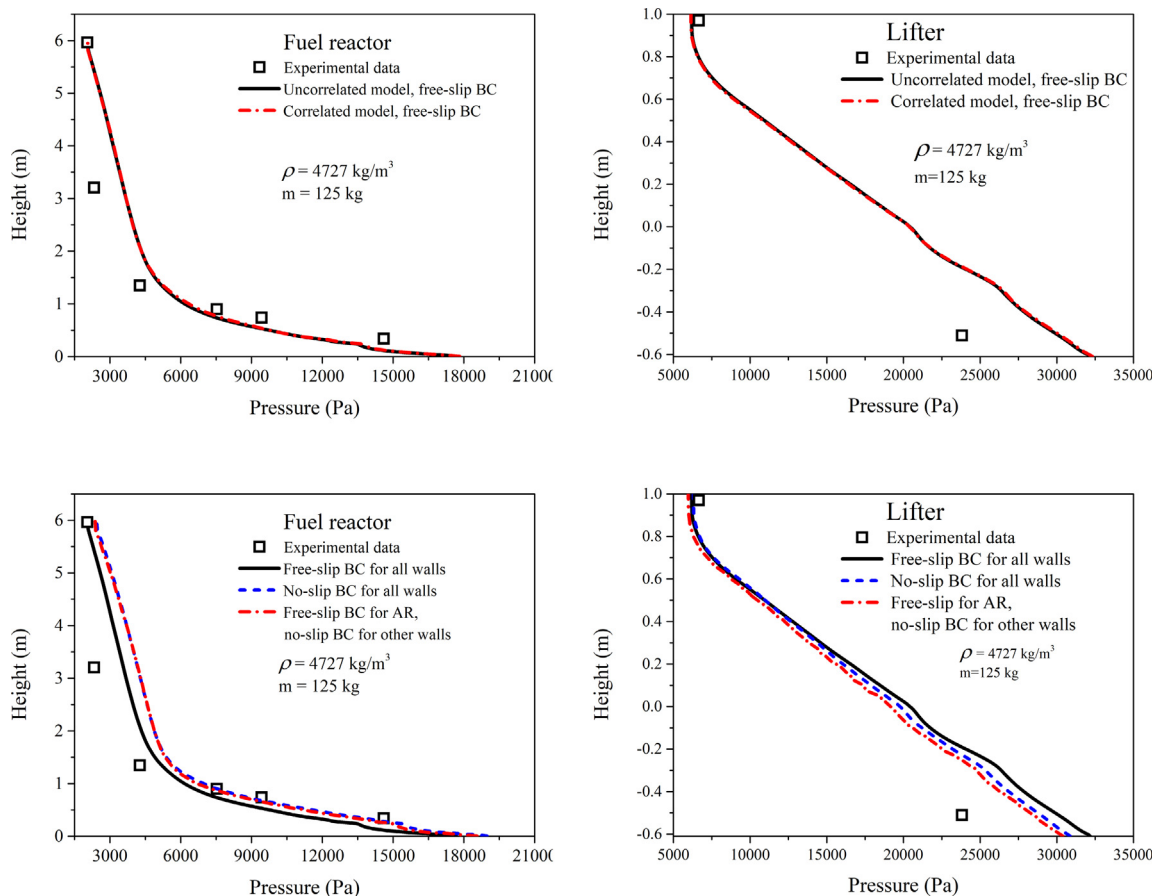 Fuel reactor
Experimental data
Uncorrelated model, free-slip BC
Correlated model, free-slip BC
ρ = 4727 kg/m³
m = 125 kg
Height (m)
6
5
4
3
2
1
0
3000 6000 9000 12000 15000 18000 21000
Pressure (Pa)
Lifter
Experimental data
Uncorrelated model, free-slip BC
Correlated model, free-slip BC
ρ = 4727 kg/m³
m=125 kg
Height (m)
1.0
0.8
0.6
0.4
0.2
0.0
-0.2
-0.4
-0.6
5000 10000 15000 20000 25000 30000 35000
Pressure (Pa)
Fuel reactor
Experimental data
Free-slip BC for all walls
No-slip BC for all walls
Free-slip BC for AR,
no-slip BC for other walls
ρ = 4727 kg/m³
m = 125 kg
Height (m)
6
5
4
3
2
1
0
3000 6000 9000 12000 15000 18000 21000
Pressure (Pa)
Lifter
Experimental data
Free-slip BC for all walls
No-slip BC for all walls
Free-slip for AR,
no-slip BC for other walls
ρ = 4727 kg/m³
m=125 kg
Height (m)
1.0
0.8
0.6
0.4
0.2
0.0
-0.2
-0.4
-0.6
5000 10000 15000 20000 25000 30000 35000
Pressure (Pa)